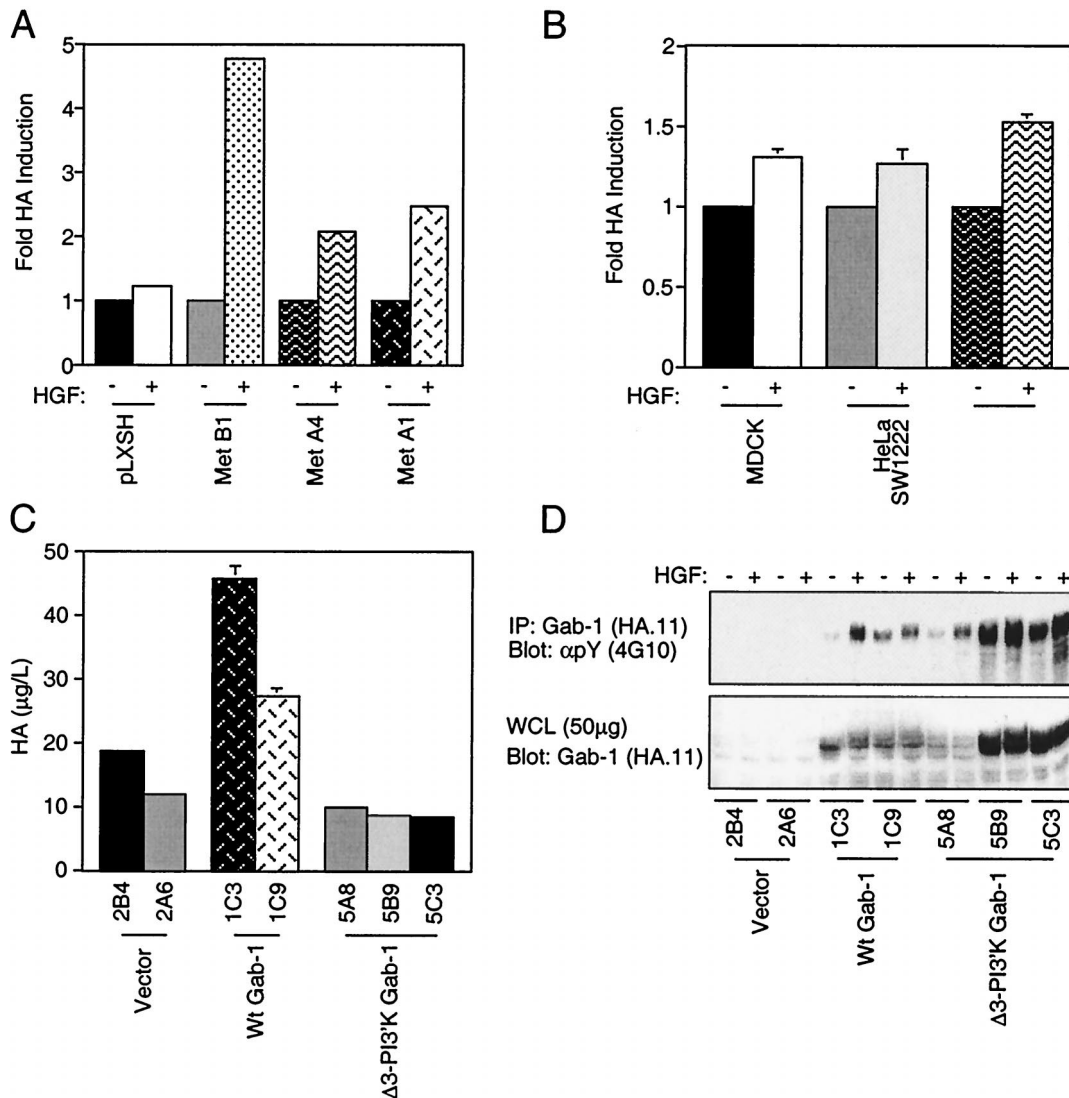 A
Fold HA Induction
5
4
3
2
1
0
HGF: - + - + - + - +
pLXSH
Met B1
Met A4
Met A1
B
Fold HA Induction
2
1.5
1
0.5
0
HGF: - + - + - +
MDCK
HeLa
SW1222
C
HA (µg/L)
50
40
30
20
10
0
2B4
2A6
1C3
1C9
5A8
5B9
5C3
Vector
Wt Gab-1
Δ3-PI3'K Gab-1
D
HGF: - + - + - + - + - + - + - +
IP: Gab-1 (HA.11)
Blot: αpY (4G10)
WCL (50µg)
Blot: Gab-1 (HA.11)
2B4
2A6
1C3
1C9
5A8
5B9
5C3
Vector
Wt Gab-1
Δ3-PI3'K Gab-1